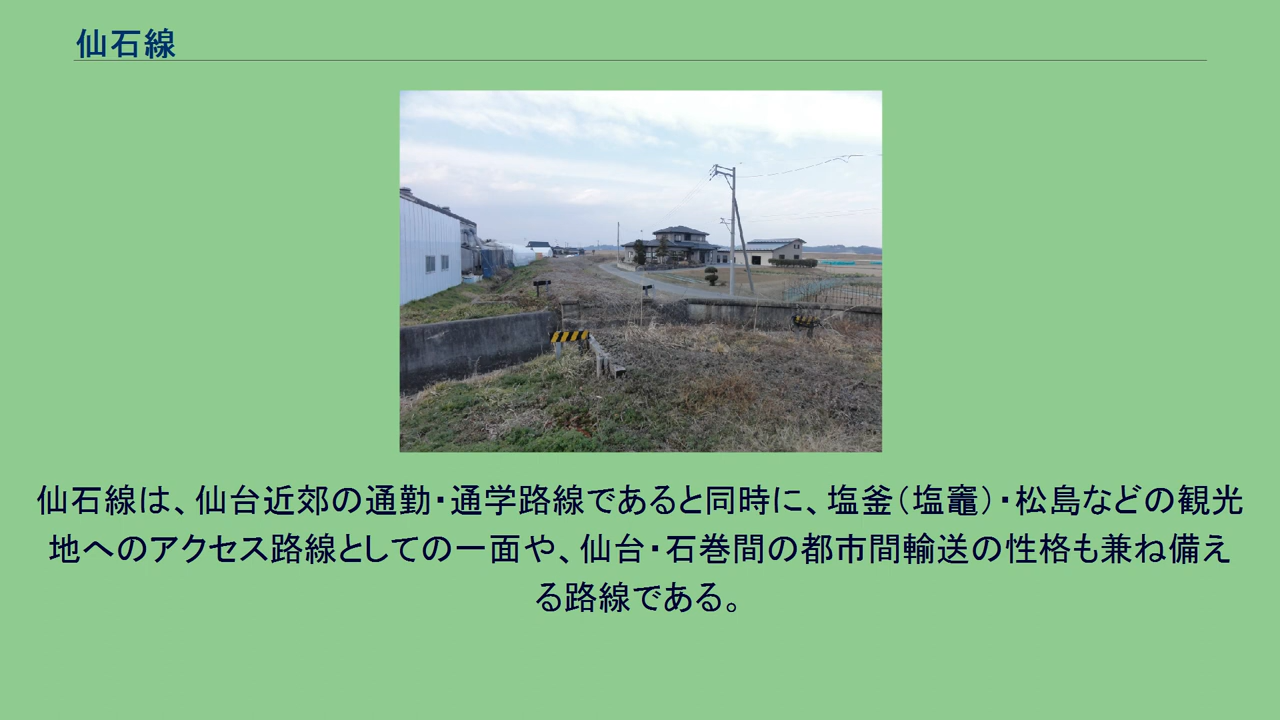 仙石線
仙石線は、仙台近郊の通勤・通学路線であると同時に、塩釜（塩竈）・松島などの観光
地へのアクセス路線としての一面や、仙台・石巻間の都市間輸送の性格も兼ね備え
る路線である。